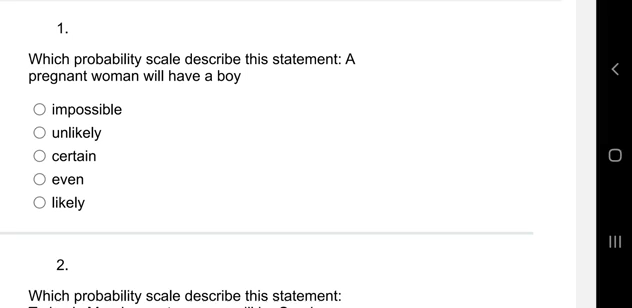 1.
Which probability scale describe this statement: A
pregnant woman will have a boy
impossible
unlikely
certain
even
likely
2.
Which probability scale describe this statement: